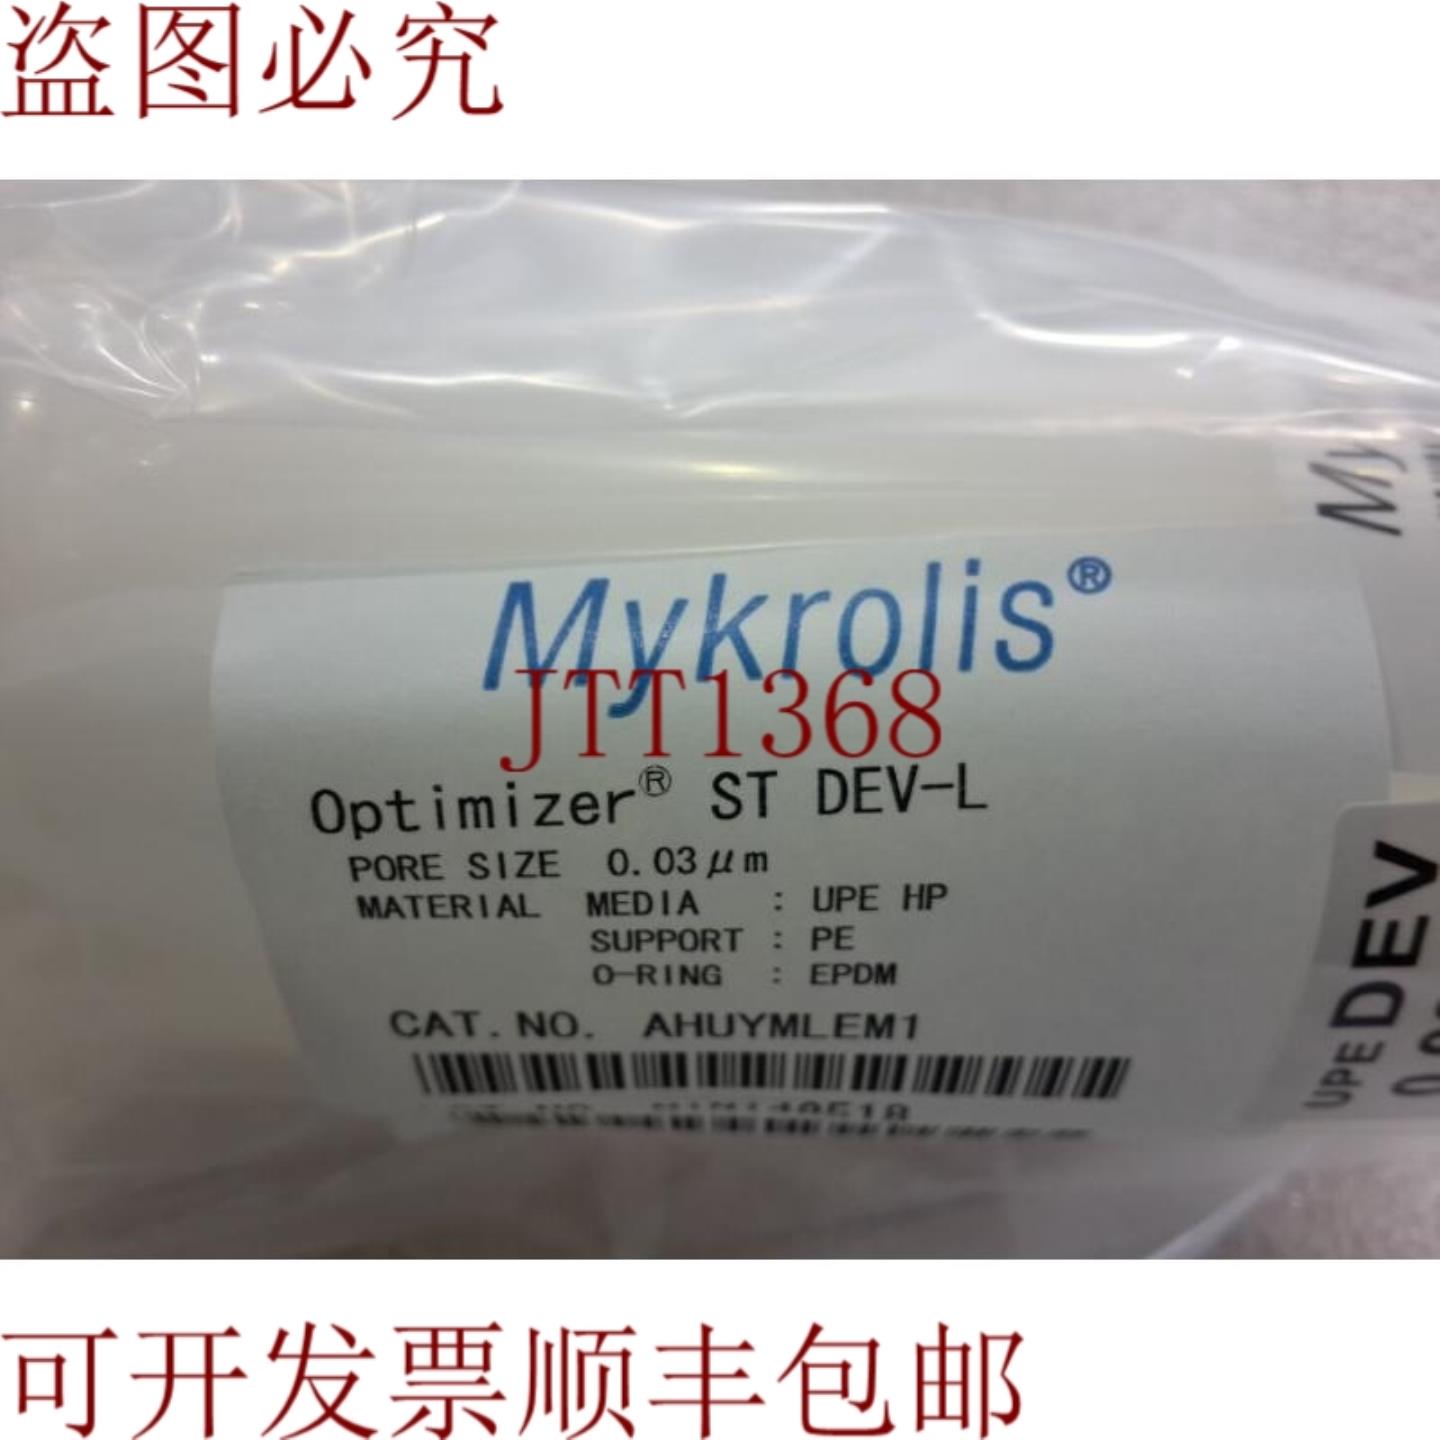 盗图必究
Mykrolis®
JTT1368
Optimizer® ST DEV-L
PORE SIZE 0.03μm
MATERIAL MEDIA : UPE HP
SUPPORT : PE
O-RING : EPDM
CAT.NO. AHUYMLEM1
My
UPE DEV
可开发票顺丰包邮